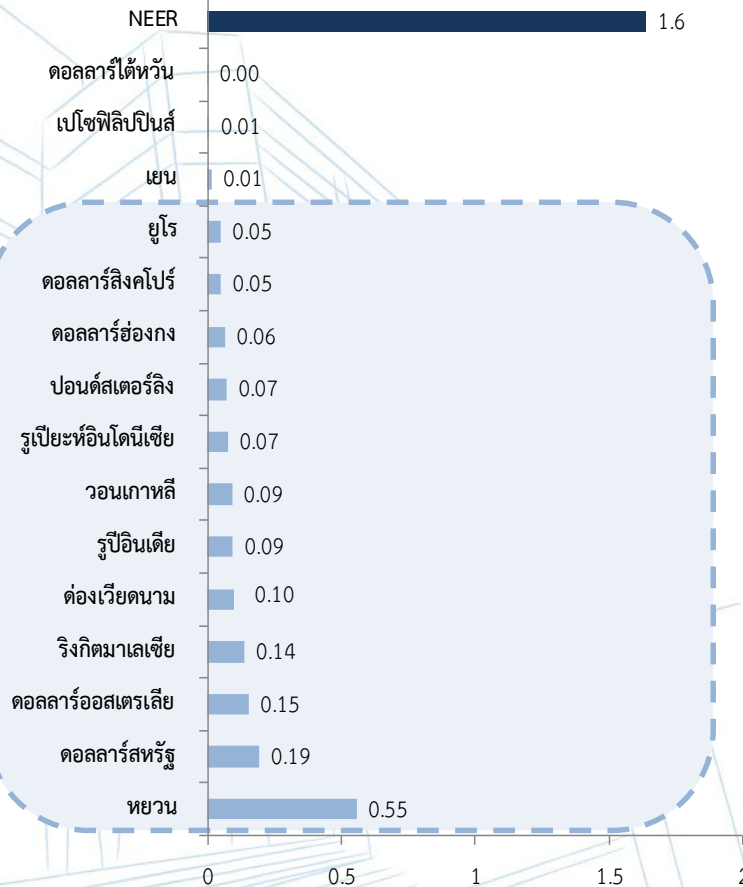 NEER 1.6
ดอลลาร์ไต้หวัน 0.00
เปโซฟิลิปปินส์ 0.01
เยน 0.01
ยูโร 0.05
ดอลลาร์สิงคโปร์ 0.05
ดอลลาร์ฮ่องกง 0.06
ปอนด์สเตอร์ลิง 0.07
รูเปียะห์อินโดนีเซีย 0.07
วอนเกาหลี 0.09
รูปีอินเดีย 0.09
ด่องเวียดนาม 0.10
ริงกิตมาเลเซีย 0.14
ดอลลาร์ออสเตรเลีย 0.15
ดอลลาร์สหรัฐ 0.19
หยวน 0.55
0 0.5 1 1.5 2